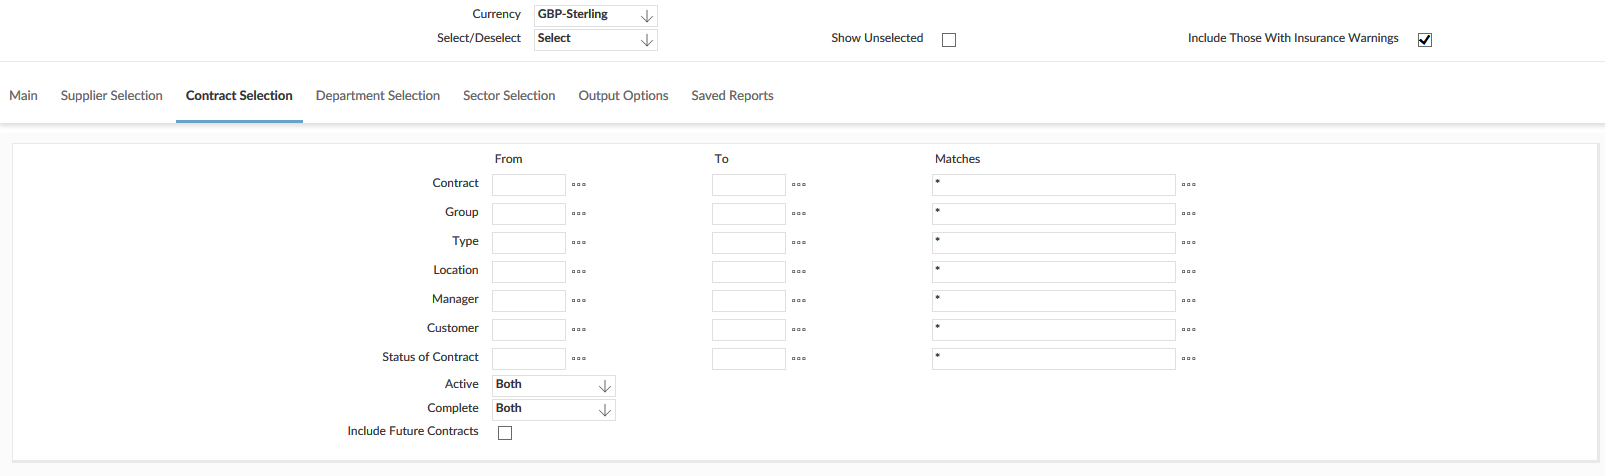 Currency GBP-Sterling
Select/Deselect Select Show Unselected Include Those With Insurance Warnings
Main Supplier Selection Contract Selection Department Selection Sector Selection Output Options Saved Reports
From To Matches
Contract *
Group *
Type *
Location *
Manager *
Customer *
Status of Contract *
Active Both
Complete Both
Include Future Contracts